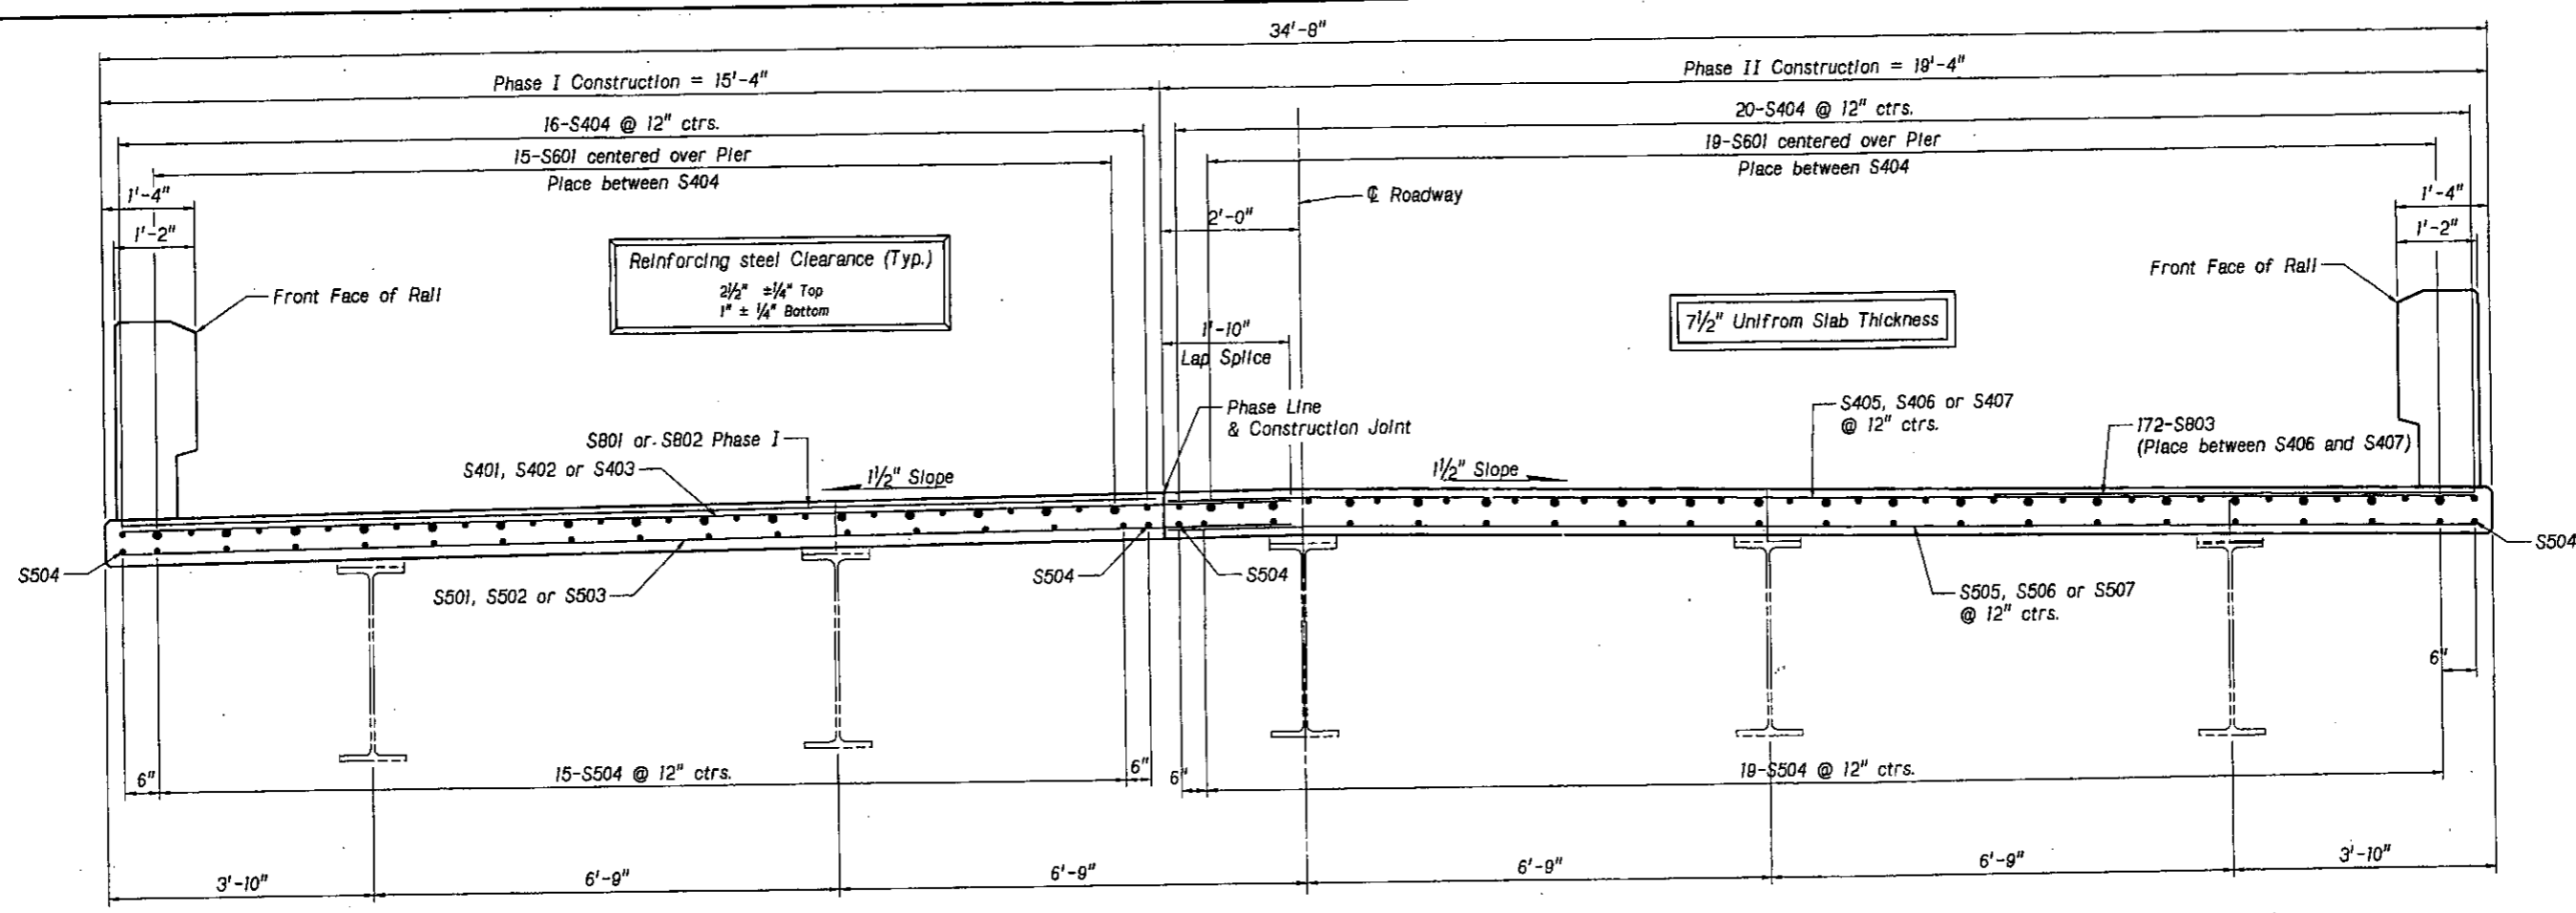 34'-8"
Phase I Construction = 15'-4"
Phase II Construction = 19'-4"
16-S404 @ 12" ctrs.
20-S404 @ 12" ctrs.
15-S601 centered over Pier
Place between S404
19-S601 centered over Pier
Place between S404
1'-4"
1'-2"
℄ Roadway
2'-0"
1'-4"
1'-2"
Reinforcing steel Clearance (Typ.)
2½" ±¼" Top
1" ± ¼" Bottom
Front Face of Rail
Front Face of Rail
7½" Unifrom Slab Thickness
1'-10"
Lap Splice
Phase Line
& Construction Joint
S405, S406 or S407
@ 12" ctrs.
172-S803
(Place between S406 and S407)
S801 or S802 Phase I
S401, S402 or S403
1½" Slope
1½" Slope
S504
S501, S502 or S503
S504
S504
S505, S506 or S507
@ 12" ctrs.
S504
6"
6"
15-S504 @ 12" ctrs.
6"
6"
19-S504 @ 12" ctrs.
3'-10"
6'-9"
6'-9"
6'-9"
6'-9"
3'-10"